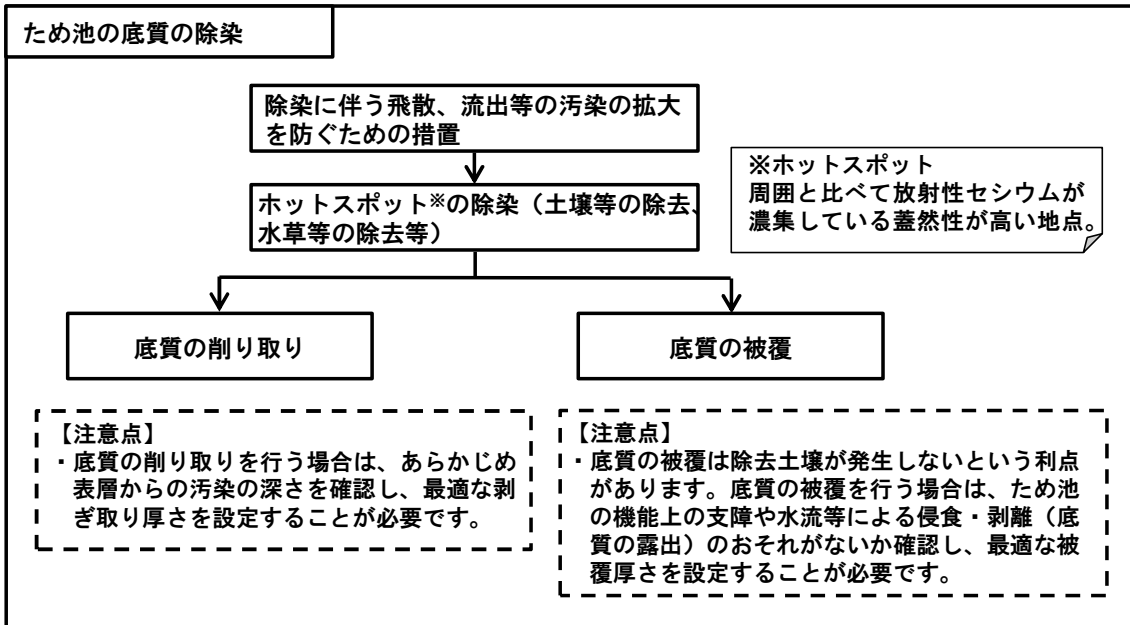 ため池の底質の除染
除染に伴う飛散、流出等の汚染の拡大
を防ぐための措置
※ホットスポット
周囲と比べて放射性セシウムが
濃集している蓋然性が高い地点。
ホットスポット※の除染（土壌等の除去、
水草等の除去等）
底質の削り取り
底質の被覆
【注意点】
・底質の削り取りを行う場合は、あらかじめ
表層からの汚染の深さを確認し、最適な剥
ぎ取り厚さを設定することが必要です。
【注意点】
・底質の被覆は除去土壌が発生しないという利点
があります。底質の被覆を行う場合は、ため池
の機能上の支障や水流等による侵食・剥離（底
質の露出）のおそれがないか確認し、最適な被
覆厚さを設定することが必要です。